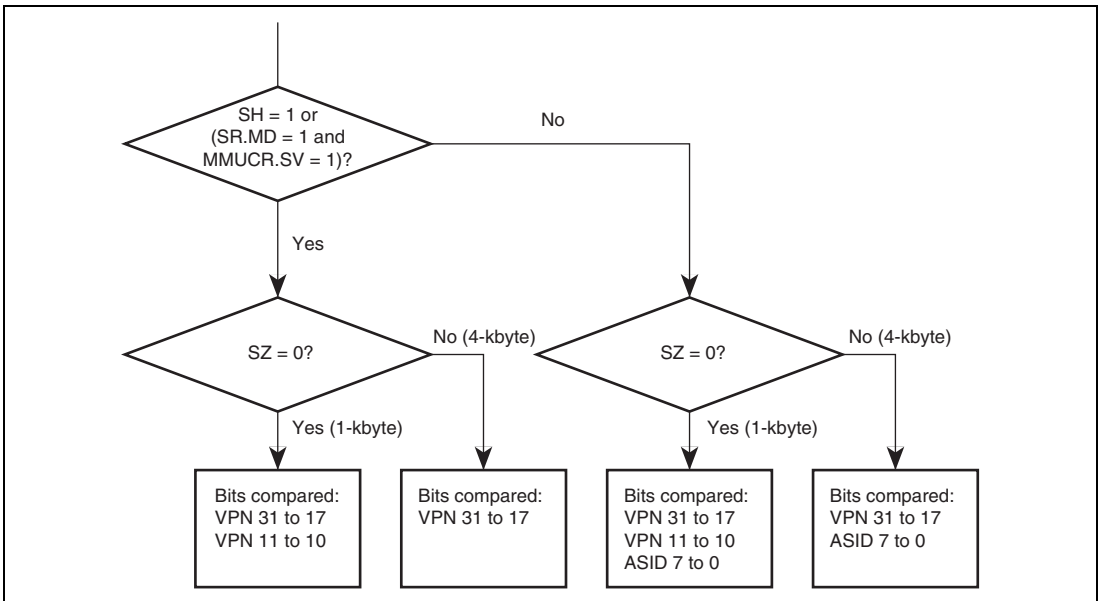 SH = 1 or
(SR.MD = 1 and
MMUCR.SV = 1)?
No
Yes
SZ = 0?
No (4-kbyte)
SZ = 0?
No (4-kbyte)
Yes (1-kbyte)
Yes (1-kbyte)
Bits compared:
VPN 31 to 17
VPN 11 to 10
Bits compared:
VPN 31 to 17
Bits compared:
VPN 31 to 17
VPN 11 to 10
ASID 7 to 0
Bits compared:
VPN 31 to 17
ASID 7 to 0